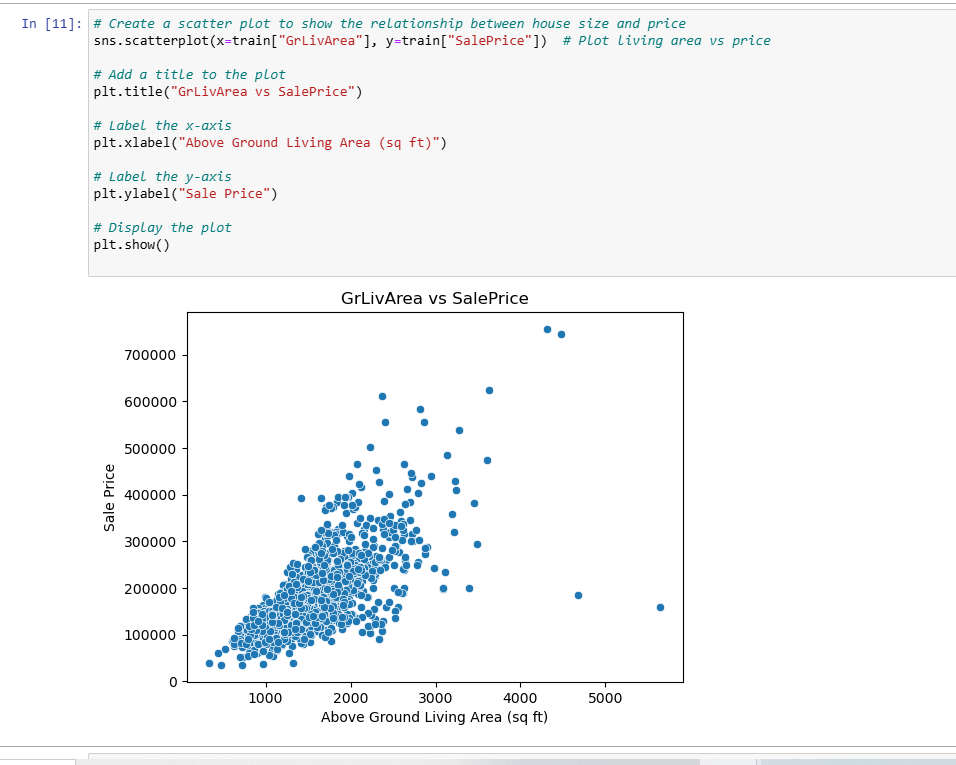 In [11]: # Create a scatter plot to show the relationship between house size and price
sns.scatterplot(x=train["GrLivArea"], y=train["SalePrice"])  # Plot living area vs price
# Add a title to the plot
plt.title("GrLivArea vs SalePrice")
# Label the x-axis
plt.xlabel("Above Ground Living Area (sq ft)")
# Label the y-axis
plt.ylabel("Sale Price")
# Display the plot
plt.show()
GrLivArea vs SalePrice
700000
600000
500000
400000
300000
200000
100000
0
Sale Price
1000 2000 3000 4000 5000
Above Ground Living Area (sq ft)